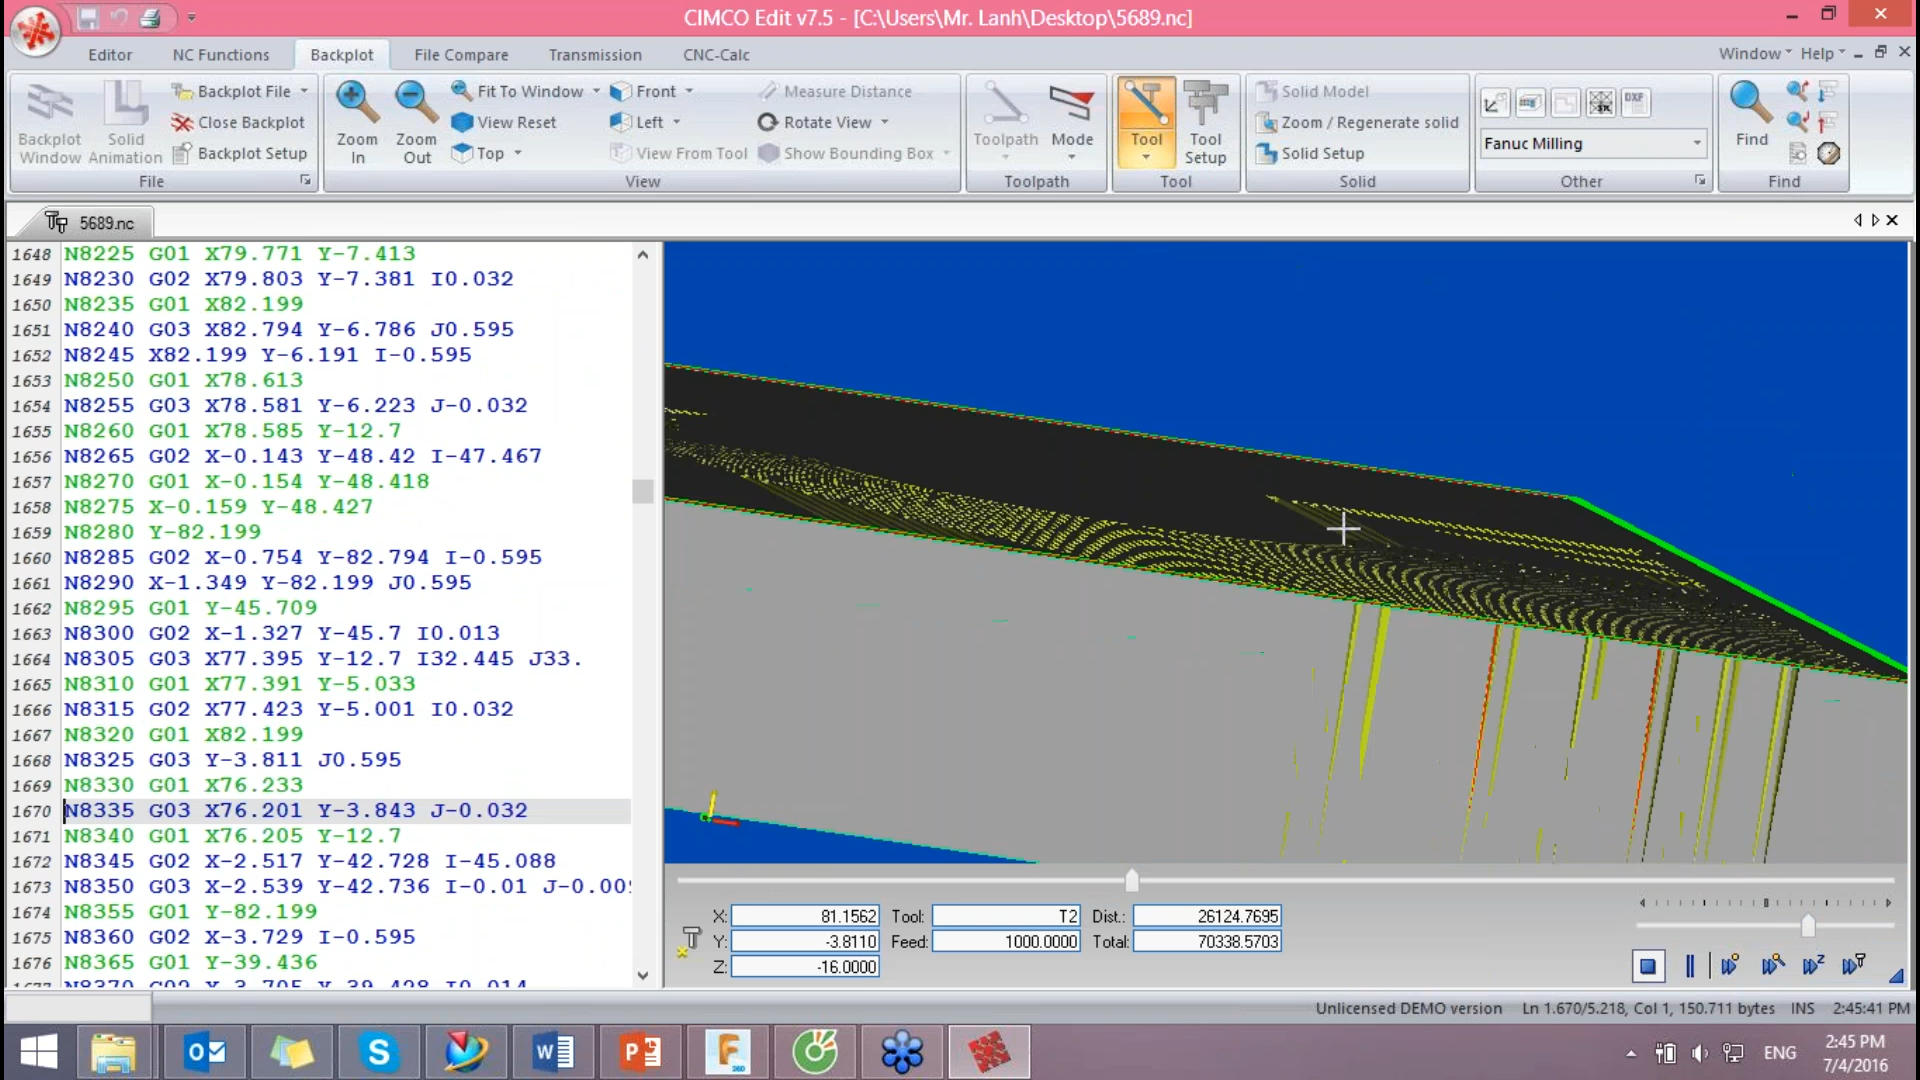 CIMCO Edit v7.5 - [C:\Users\Mr. Lanh\Desktop\5689.nc]
Editor NC Functions Backplot File Compare Transmission CNC-Calc Window Help
Backplot Window Solid Animation Backplot File Close Backplot Backplot Setup File
Zoom In Zoom Out Fit To Window View Reset Top Front Left View From Tool Measure Distance Rotate View Show Bounding Box View
Toolpath Mode Toolpath
Tool Tool Setup Tool
Solid Model Zoom / Regenerate solid Solid Setup Solid
DXF Fanuc Milling Other
Find Find
5689.nc
1648 N8225 G01 X79.771 Y-7.413
1649 N8230 G02 X79.803 Y-7.381 I0.032
1650 N8235 G01 X82.199
1651 N8240 G03 X82.794 Y-6.786 J0.595
1652 N8245 X82.199 Y-6.191 I-0.595
1653 N8250 G01 X78.613
1654 N8255 G03 X78.581 Y-6.223 J-0.032
1655 N8260 G01 X78.585 Y-12.7
1656 N8265 G02 X-0.143 Y-48.42 I-47.467
1657 N8270 G01 X-0.154 Y-48.418
1658 N8275 X-0.159 Y-48.427
1659 N8280 Y-82.199
1660 N8285 G02 X-0.754 Y-82.794 I-0.595
1661 N8290 X-1.349 Y-82.199 J0.595
1662 N8295 G01 Y-45.709
1663 N8300 G02 X-1.327 Y-45.7 I0.013
1664 N8305 G03 X77.395 Y-12.7 I32.445 J33.
1665 N8310 G01 X77.391 Y-5.033
1666 N8315 G02 X77.423 Y-5.001 I0.032
1667 N8320 G01 X82.199
1668 N8325 G03 Y-3.811 J0.595
1669 N8330 G01 X76.233
1670 N8335 G03 X76.201 Y-3.843 J-0.032
1671 N8340 G01 X76.205 Y-12.7
1672 N8345 G02 X-2.517 Y-42.728 I-45.088
1673 N8350 G03 X-2.539 Y-42.736 I-0.01 J-0.00
1674 N8355 G01 Y-82.199
1675 N8360 G02 X-3.729 I-0.595
1676 N8365 G01 Y-39.436
1677 N8370 G02 X-3.705 Y-39.428 I0.014
X: 81.1562 Tool: T2 Dist.: 26124.7695
Y: -3.8110 Feed: 1000.0000 Total: 70338.5703
Z: -16.0000
Unlicensed DEMO version Ln 1.670/5.218, Col 1, 150.711 bytes INS 2:45:41 PM
ENG 2:45 PM
7/4/2016